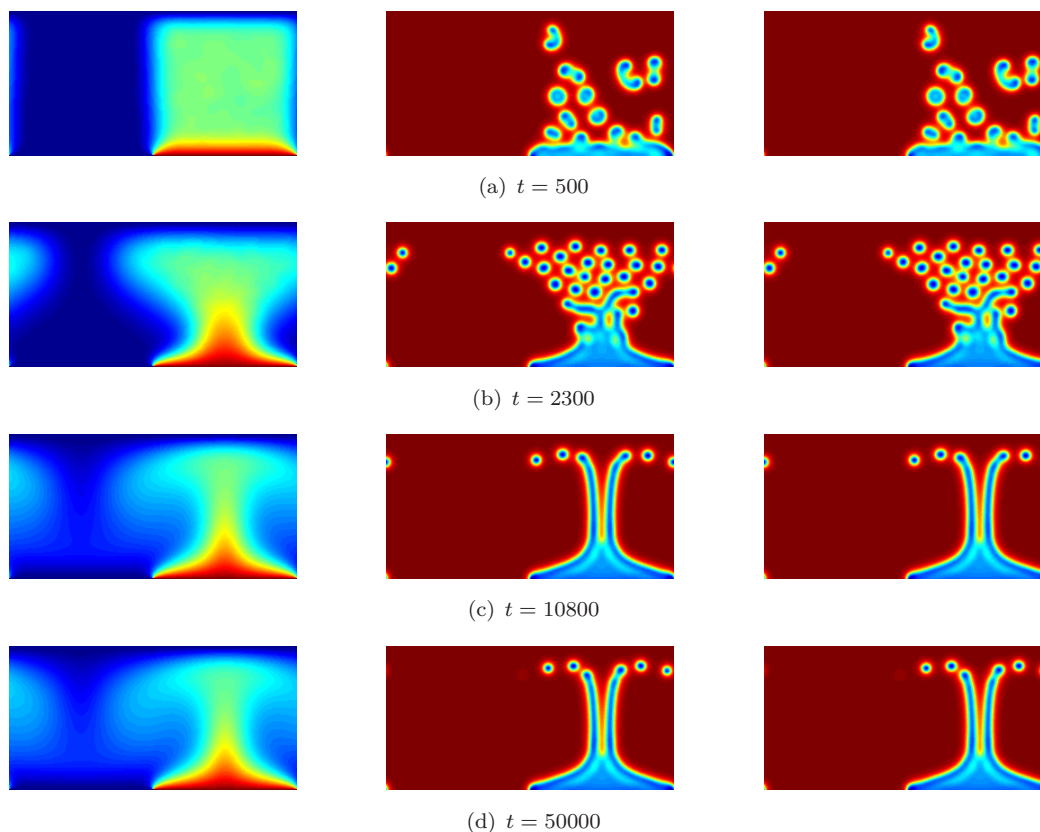 (a) t = 500
(b) t = 2300
(c) t = 10800
(d) t = 50000